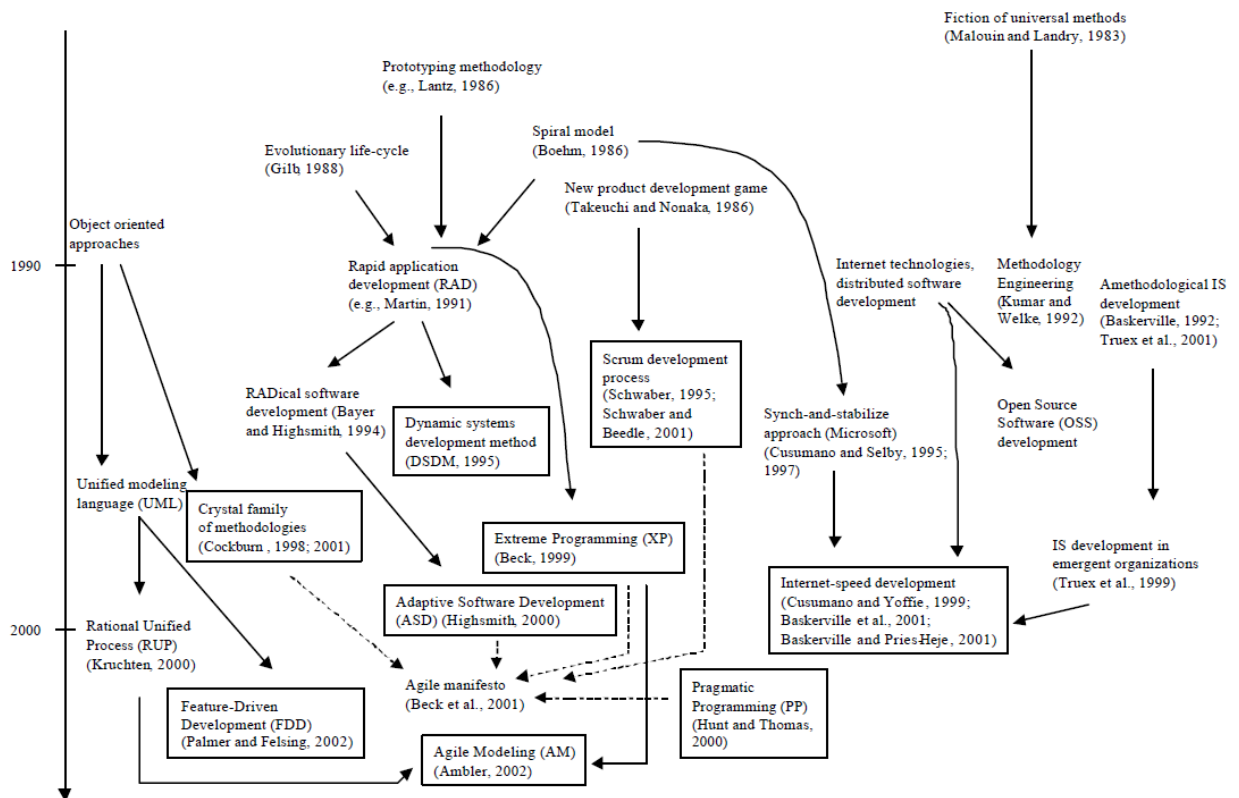 Fiction of universal methods
(Malouin and Landry, 1983)
Prototyping methodology
(e.g., Lantz, 1986)
Spiral model
(Boehm, 1986)
Evolutionary life-cycle
(Gilb, 1988)
New product development game
(Takeuchi and Nonaka, 1986)
Object oriented
approaches
1990
Rapid application
development (RAD)
(e.g., Martin, 1991)
Internet technologies,
distributed software
development
Methodology
Engineering
(Kumar and
Welke, 1992)
Amethodological IS
development
(Baskerville, 1992;
Truex et al., 2001)
Scrum development
process
(Schwaber, 1995;
Schwaber and
Beedle, 2001)
RADical software
development (Bayer
and Highsmith, 1994)
Dynamic systems
development method
(DSDM, 1995)
Synch-and-stabilize
approach (Microsoft)
(Cusumano and Selby, 1995;
1997)
Open Source
Software (OSS)
development
Unified modeling
language (UML)
Crystal family
of methodologies
(Cockburn, 1998; 2001)
Extreme Programming (XP)
(Beck, 1999)
IS development in
emergent organizations
(Truex et al., 1999)
Internet-speed development
(Cusumano and Yoffie, 1999;
Baskerville et al., 2001;
Baskerville and Pries-Heje, 2001)
Adaptive Software Development
(ASD) (Highsmith, 2000)
2000
Rational Unified
Process (RUP)
(Kruchten, 2000)
Agile manifesto
(Beck et al., 2001)
Pragmatic
Programming (PP)
(Hunt and Thomas,
2000)
Feature-Driven
Development (FDD)
(Palmer and Felsing, 2002)
Agile Modeling (AM)
(Ambler, 2002)